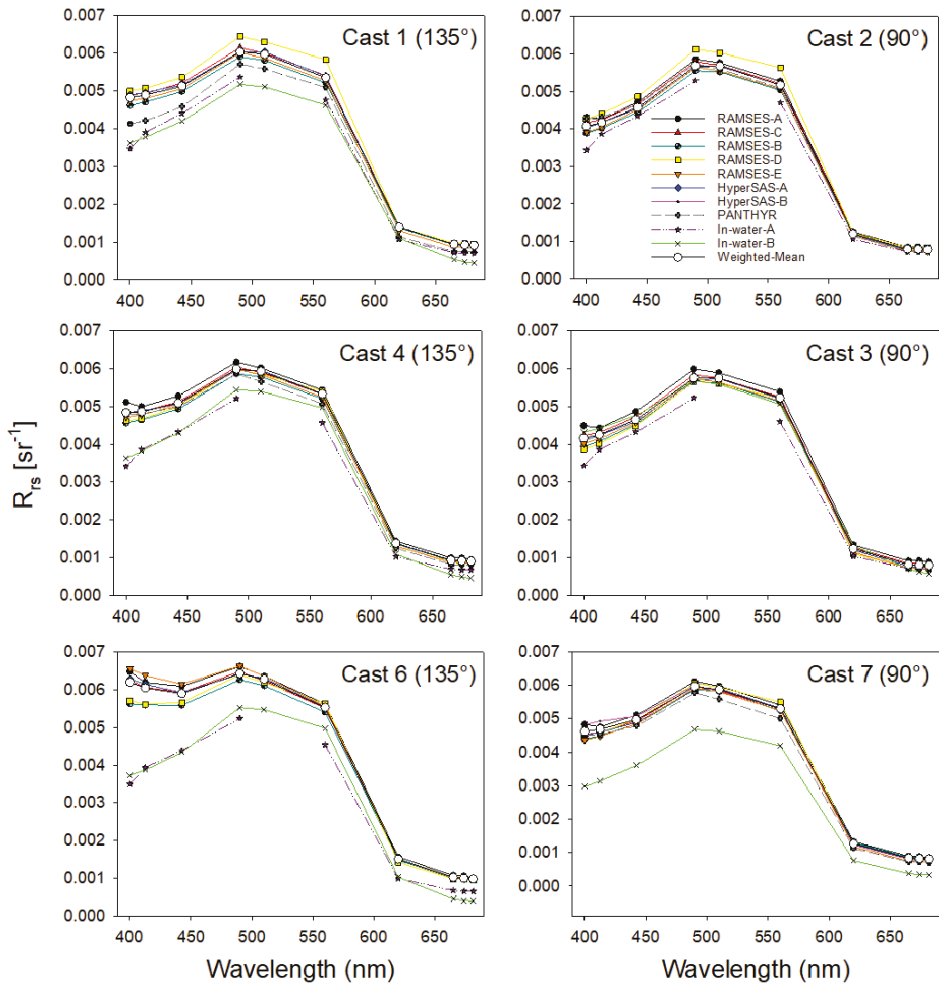 Cast 1 (135°)
0.007
0.006
0.005
0.004
0.003
0.002
0.001
0.000
400 450 500 550 600 650
Cast 2 (90°)
0.007
0.006
0.005
0.004
0.003
0.002
0.001
0.000
400 450 500 550 600 650
RAMSES-A
RAMSES-C
RAMSES-B
RAMSES-D
RAMSES-E
HyperSAS-A
HyperSAS-B
PANTHYR
In-water-A
In-water-B
Weighted-Mean
Cast 4 (135°)
0.007
0.006
0.005
0.004
0.003
0.002
0.001
0.000
400 450 500 550 600 650
Cast 3 (90°)
0.007
0.006
0.005
0.004
0.003
0.002
0.001
0.000
400 450 500 550 600 650
Rrs [sr-1]
Cast 6 (135°)
0.007
0.006
0.005
0.004
0.003
0.002
0.001
0.000
400 450 500 550 600 650
Wavelength (nm)
Cast 7 (90°)
0.007
0.006
0.005
0.004
0.003
0.002
0.001
0.000
400 450 500 550 600 650
Wavelength (nm)